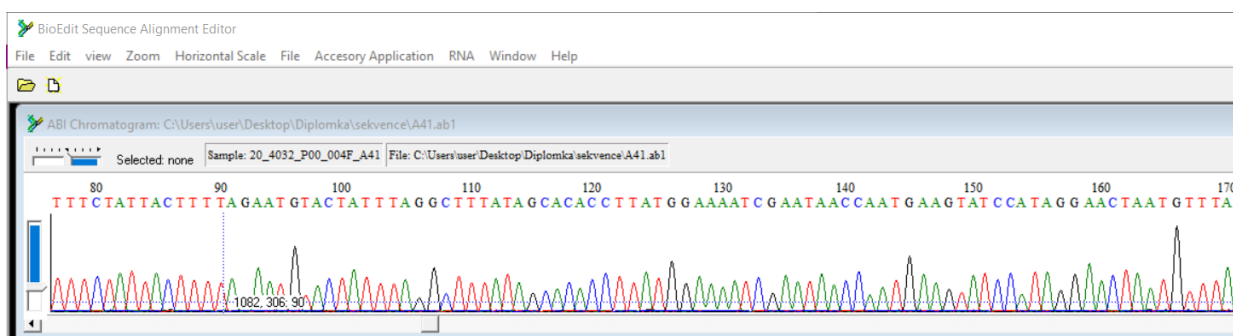 BioEdit Sequence Alignment Editor
File Edit view Zoom Horizontal Scale File Accesory Application RNA Window Help
ABI Chromatogram: C:\Users\user\Desktop\Diplomka\sekvence\A41.ab1
Selected: none Sample: 20_4032_P00_004F_A41 File: C:\Users\user\Desktop\Diplomka\sekvence\A41.ab1
80 90 100 110 120 130 140 150 160 170
TTTCTATTACTTTTAGAATGTACTATTTAGGCTTTATAGCACACCTTATGGAAAATCGAATAACCAATGAAGTATCCATAGGAACTAATGTTTA
1082, 306: 90